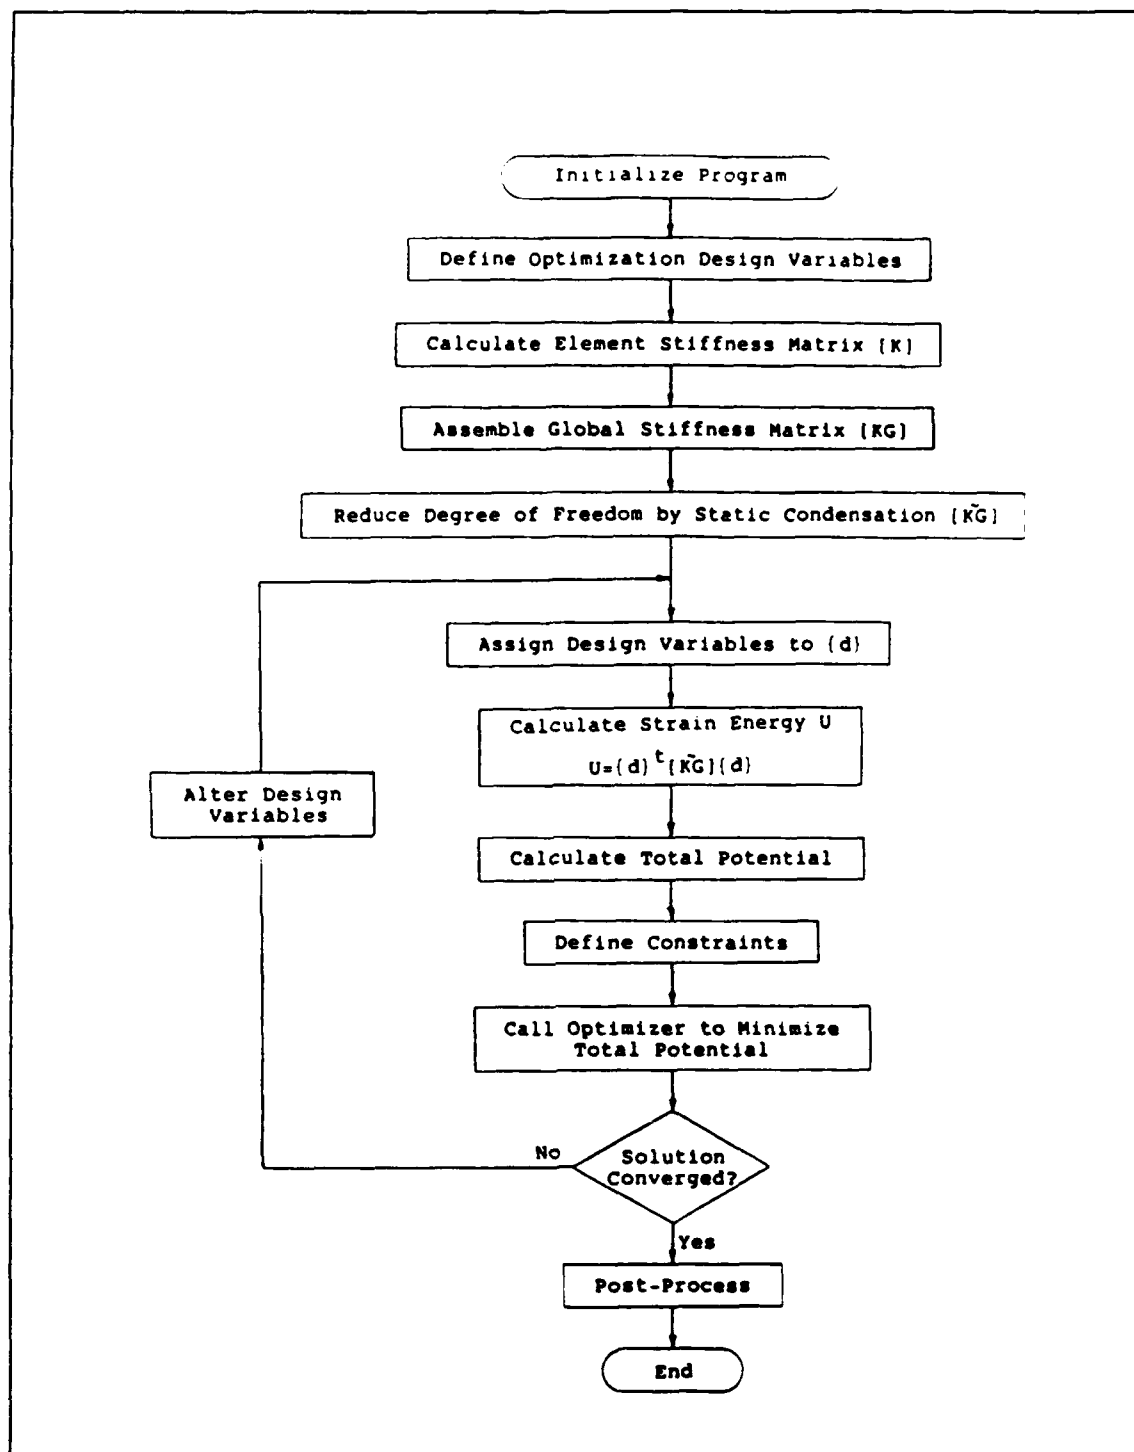 Initialize Program
Define Optimization Design Variables
Calculate Element Stiffness Matrix [K]
Assemble Global Stiffness Matrix [KG]
Reduce Degree of Freedom by Static Condensation [K̃G]
Assign Design Variables to {d}
Calculate Strain Energy U
U={d}ᵗ[K̃G]{d}
Alter Design
Variables
Calculate Total Potential
Define Constraints
Call Optimizer to Minimize
Total Potential
No
Solution
Converged?
Yes
Post-Process
End